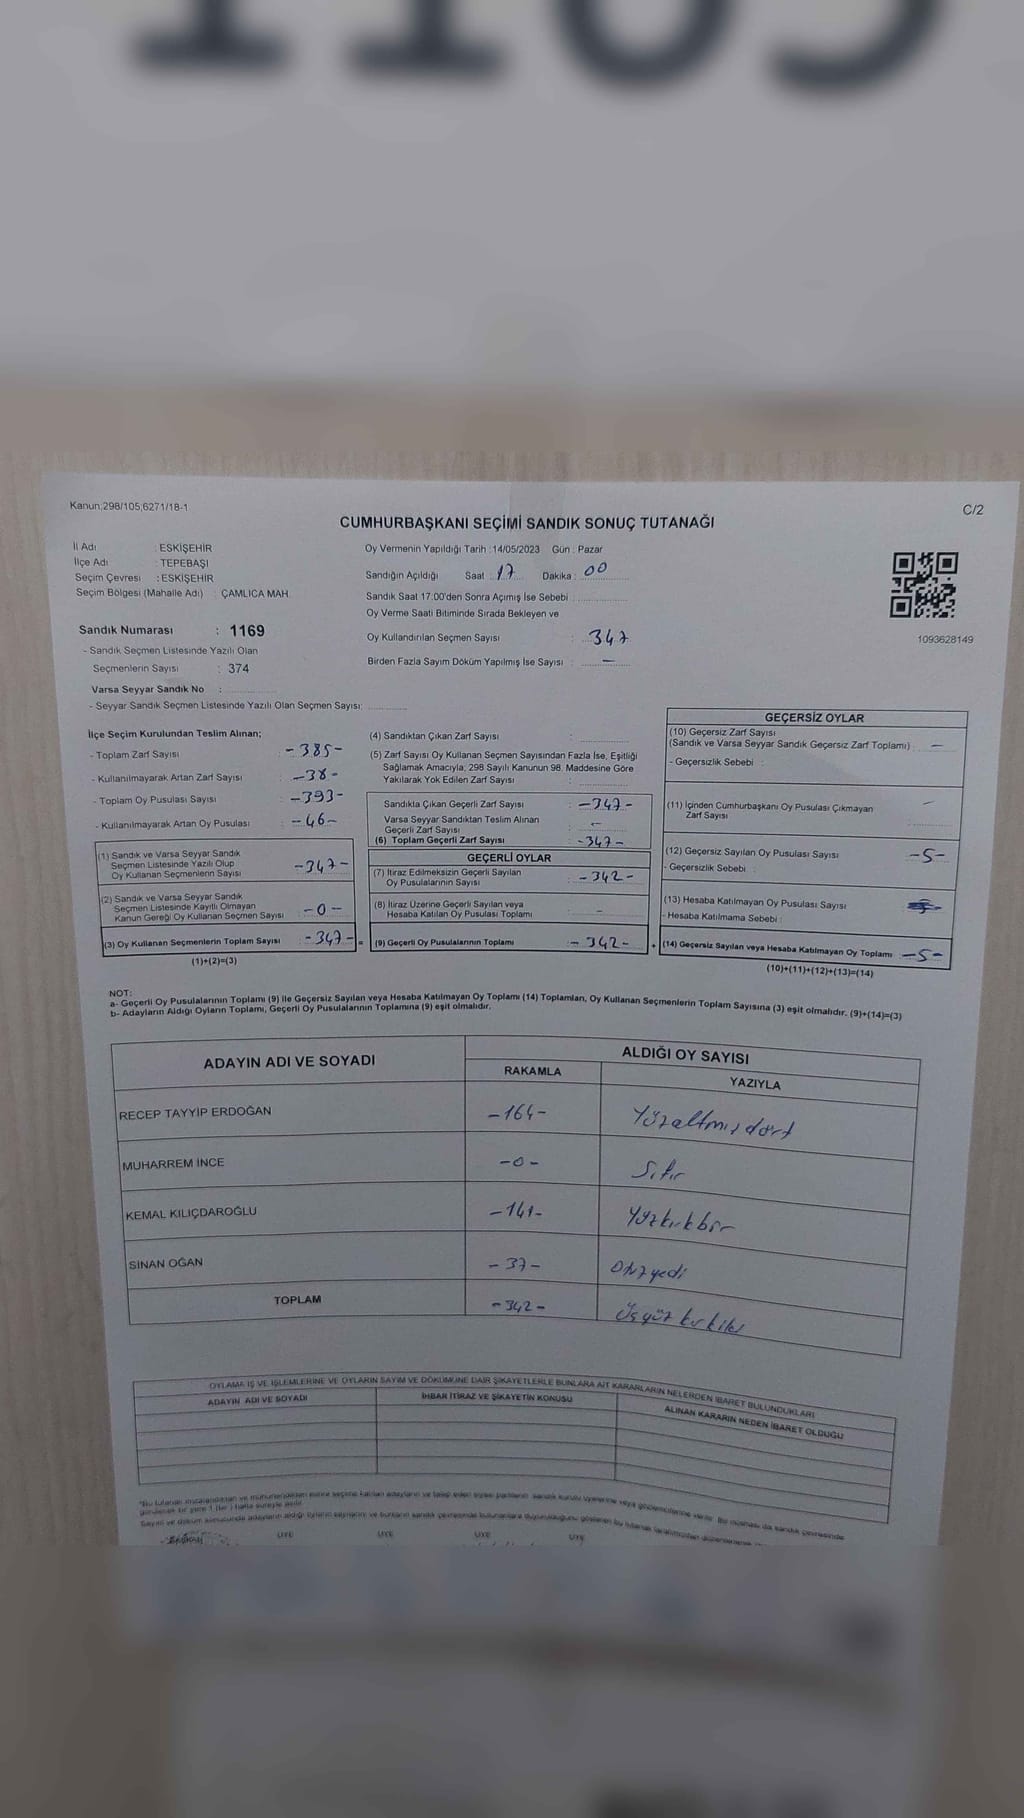 Kanun;298/105;6271/18-1
C/2
CUMHURBAŞKANI SEÇİMİ SANDIK SONUÇ TUTANAĞI
İl Adı : ESKİŞEHİR
İlçe Adı : TEPEBAŞI
Seçim Çevresi : ESKİŞEHİR
Seçim Bölgesi (Mahalle Adı) : ÇAMLICA MAH.
Sandık Numarası : 1169
- Sandık Seçmen Listesinde Yazılı Olan
Seçmenlerin Sayısı : 374
Varsa Seyyar Sandık No :
- Seyyar Sandık Seçmen Listesinde Yazılı Olan Seçmen Sayısı:
Oy Vermenin Yapıldığı Tarih :14/05/2023 Gün : Pazar
Sandığın Açıldığı Saat : 17 Dakika : 00
Sandık Saat 17:00'den Sonra Açımış İse Sebebi :
Oy Verme Saati Bitiminde Sırada Bekleyen ve
Oy Kullandırılan Seçmen Sayısı : 347
Birden Fazla Sayım Döküm Yapılmış İse Sayısı : —
1093628149
İlçe Seçim Kurulundan Teslim Alınan;
- Toplam Zarf Sayısı : -385-
- Kullanılmayarak Artan Zarf Sayısı : -38-
- Toplam Oy Pusulası Sayısı : -393-
- Kullanılmayarak Artan Oy Pusulası : -46-
(1) Sandık ve Varsa Seyyar Sandık
Seçmen Listesinde Yazılı Olup
Oy Kullanan Seçmenlerin Sayısı : -347-
(2) Sandık ve Varsa Seyyar Sandık
Seçmen Listesinde Kayıtlı Olmayan
Kanun Gereği Oy Kullanan Seçmen Sayısı : -0-
(3) Oy Kullanan Seçmenlerin Toplam Sayısı : -347- =
(1)+(2)=(3)
(4) Sandıktan Çıkan Zarf Sayısı :
(5) Zarf Sayısı Oy Kullanan Seçmen Sayısından Fazla İse, Eşitliği
Sağlamak Amacıyla; 298 Sayılı Kanunun 98. Maddesine Göre
Yakılarak Yok Edilen Zarf Sayısı :
Sandıkta Çıkan Geçerli Zarf Sayısı : -347-
Varsa Seyyar Sandıktan Teslim Alınan
Geçerli Zarf Sayısı : —
(6) Toplam Geçerli Zarf Sayısı : -347-
GEÇERLİ OYLAR
(7) İtiraz Edilmeksizin Geçerli Sayılan
Oy Pusulalarının Sayısı : -342-
(8) İtiraz Üzerine Geçerli Sayılan veya
Hesaba Katılan Oy Pusulası Toplamı : —
(9) Geçerli Oy Pusulalarının Toplamı : -342- +
GEÇERSİZ OYLAR
(10) Geçersiz Zarf Sayısı
(Sandık ve Varsa Seyyar Sandık Geçersiz Zarf Toplamı) : —
- Geçersizlik Sebebi :
(11) İçinden Cumhurbaşkanı Oy Pusulası Çıkmayan
Zarf Sayısı : —
(12) Geçersiz Sayılan Oy Pusulası Sayısı : -5-
- Geçersizlik Sebebi :
(13) Hesaba Katılmayan Oy Pusulası Sayısı :
- Hesaba Katılmama Sebebi :
(14) Geçersiz Sayılan veya Hesaba Katılmayan Oy Toplamı : -5-
(10)+(11)+(12)+(13)=(14)
NOT:
a- Geçerli Oy Pusulalarının Toplamı (9) ile Geçersiz Sayılan veya Hesaba Katılmayan Oy Toplamı (14) Toplamları, Oy Kullanan Seçmenlerin Toplam Sayısına (3) eşit olmalıdır. (9)+(14)=(3)
b- Adayların Aldığı Oyların Toplamı, Geçerli Oy Pusulalarının Toplamına (9) eşit olmalıdır.
ADAYIN ADI VE SOYADI ALDIĞI OY SAYISI
RAKAMLA YAZIYLA
RECEP TAYYİP ERDOĞAN -164- Yüzaltmışdört
MUHARREM İNCE -0- Sıfır
KEMAL KILIÇDAROĞLU -141- Yüzkırkbir
SİNAN OĞAN -37- Otuzyedi
TOPLAM -342- Üçyüzkırkiki
OYLAMA İŞ VE İŞLEMLERİNE VE OYLARIN SAYIM VE DÖKÜMÜNE DAİR ŞİKAYETLERLE BUNLARA AİT KARARLARIN NELERDEN İBARET BULUNDUKLARI
ADAYIN ADI VE SOYADI İHBAR İTİRAZ VE ŞİKAYETİN KONUSU ALINAN KARARIN NEDEN İBARET OLDUĞU
BAŞKAN ÜYE ÜYE ÜYE ÜYE